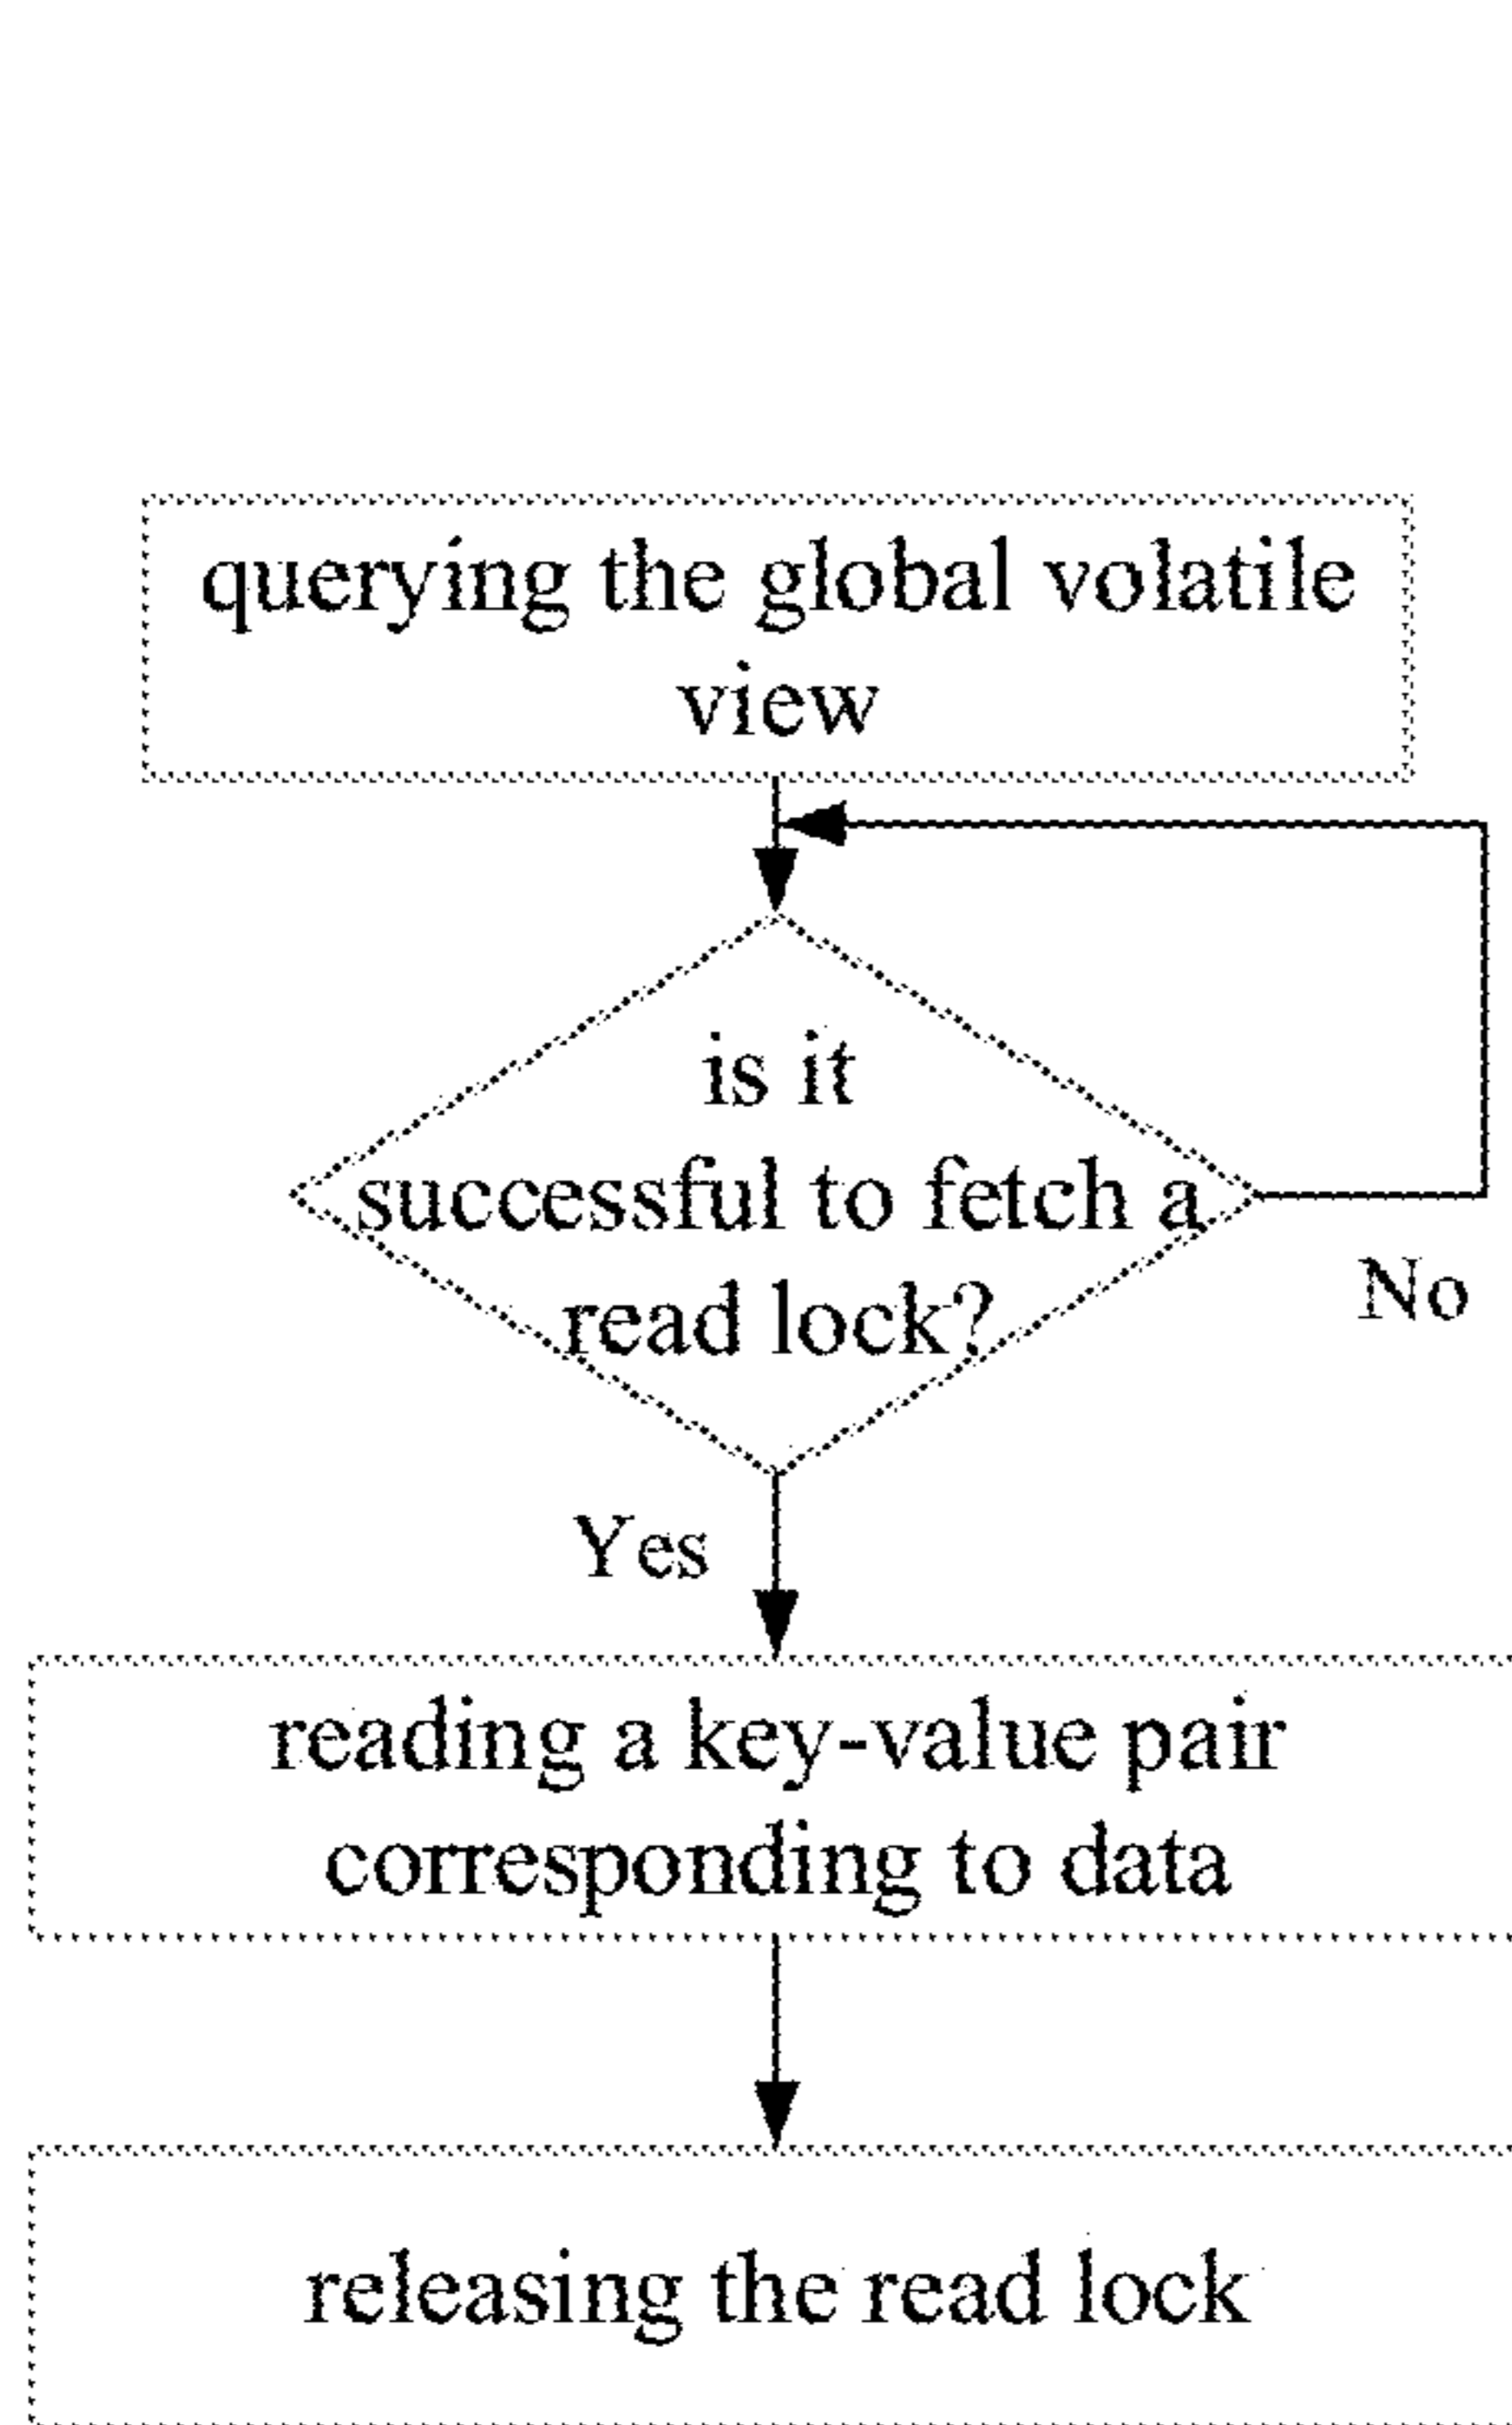 querying the global volatile
view
is it
successful to fetch a
read lock?
No
Yes
reading a key-value pair
corresponding to data
releasing the read lock